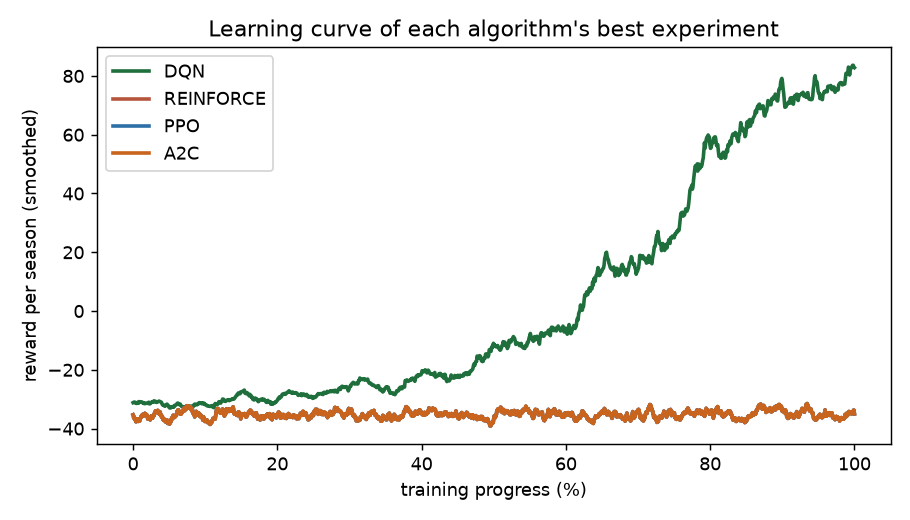 Learning curve of each algorithm's best experiment
DQN
REINFORCE
PPO
A2C
reward per season (smoothed)
80
60
40
20
0
−20
−40
0 20 40 60 80 100
training progress (%)